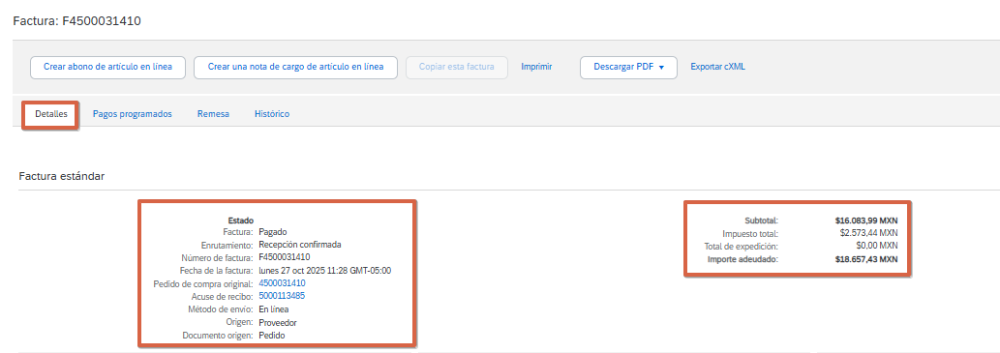 Factura: F4500031410
Crear abono de artículo en línea
Crear una nota de cargo de artículo en línea
Copiar esta factura
Imprimir
Descargar PDF
Exportar cXML
Detalles
Pagos programados
Remesa
Histórico
Factura estándar
Estado
Factura: Pagado
Enrutamiento: Recepción confirmada
Número de factura: F4500031410
Fecha de la factura: lunes 27 oct 2025 11:28 GMT-05:00
Pedido de compra original: 4500031410
Acuse de recibo: 5000113485
Método de envío: En línea
Origen: Proveedor
Documento origen: Pedido
Subtotal: $16.083,99 MXN
Impuesto total: $2.573,44 MXN
Total de expedición: $0,00 MXN
Importe adeudado: $18.657,43 MXN